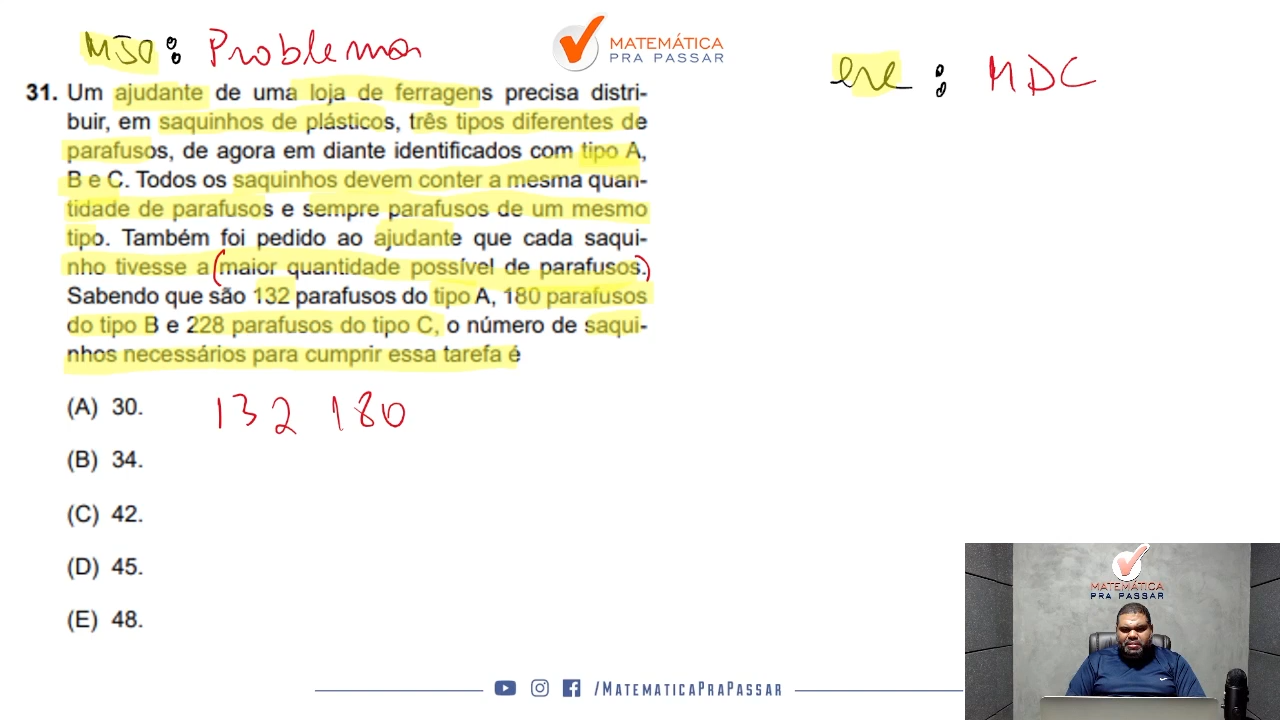 MJO: Problemas
MATEMÁTICA
PRA PASSAR
: MDC
31. Um ajudante de uma loja de ferragens precisa distri-
buir, em saquinhos de plásticos, três tipos diferentes de
parafusos, de agora em diante identificados com tipo A,
B e C. Todos os saquinhos devem conter a mesma quan-
tidade de parafusos e sempre parafusos de um mesmo
tipo. Também foi pedido ao ajudante que cada saqui-
nho tivesse a (maior quantidade possível de parafusos.)
Sabendo que são 132 parafusos do tipo A, 180 parafusos
do tipo B e 228 parafusos do tipo C, o número de saqui-
nhos necessários para cumprir essa tarefa é
(A) 30.
132 180
(B) 34.
(C) 42.
(D) 45.
(E) 48.
MATEMÁTICA
PRA PASSAR
/MATEMATICAPRAPASSAR